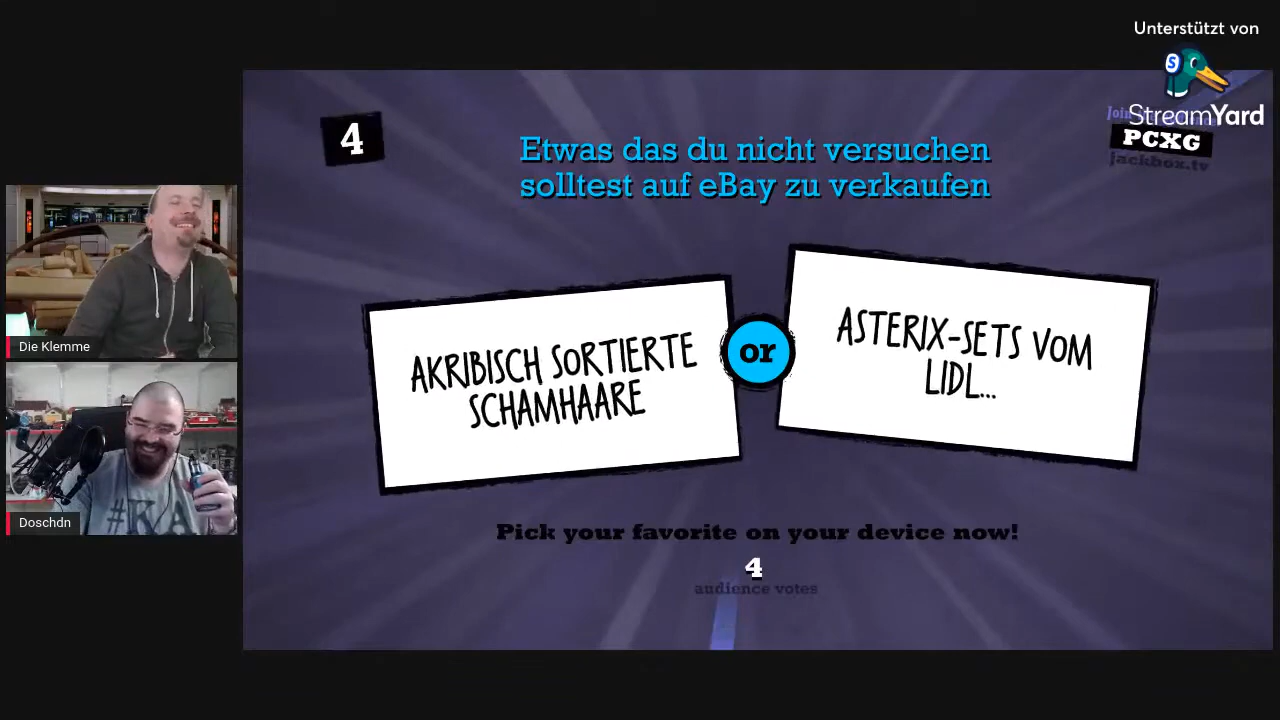 Unterstützt von
StreamYard
Join
PCXG
jackbox.tv
4
Etwas das du nicht versuchen
solltest auf eBay zu verkaufen
AKRIBISCH SORTIERTE
SCHAMHAARE
or
ASTERIX-SETS VOM
LIDL...
Die Klemme
Doschdn
Pick your favorite on your device now!
4
audience votes